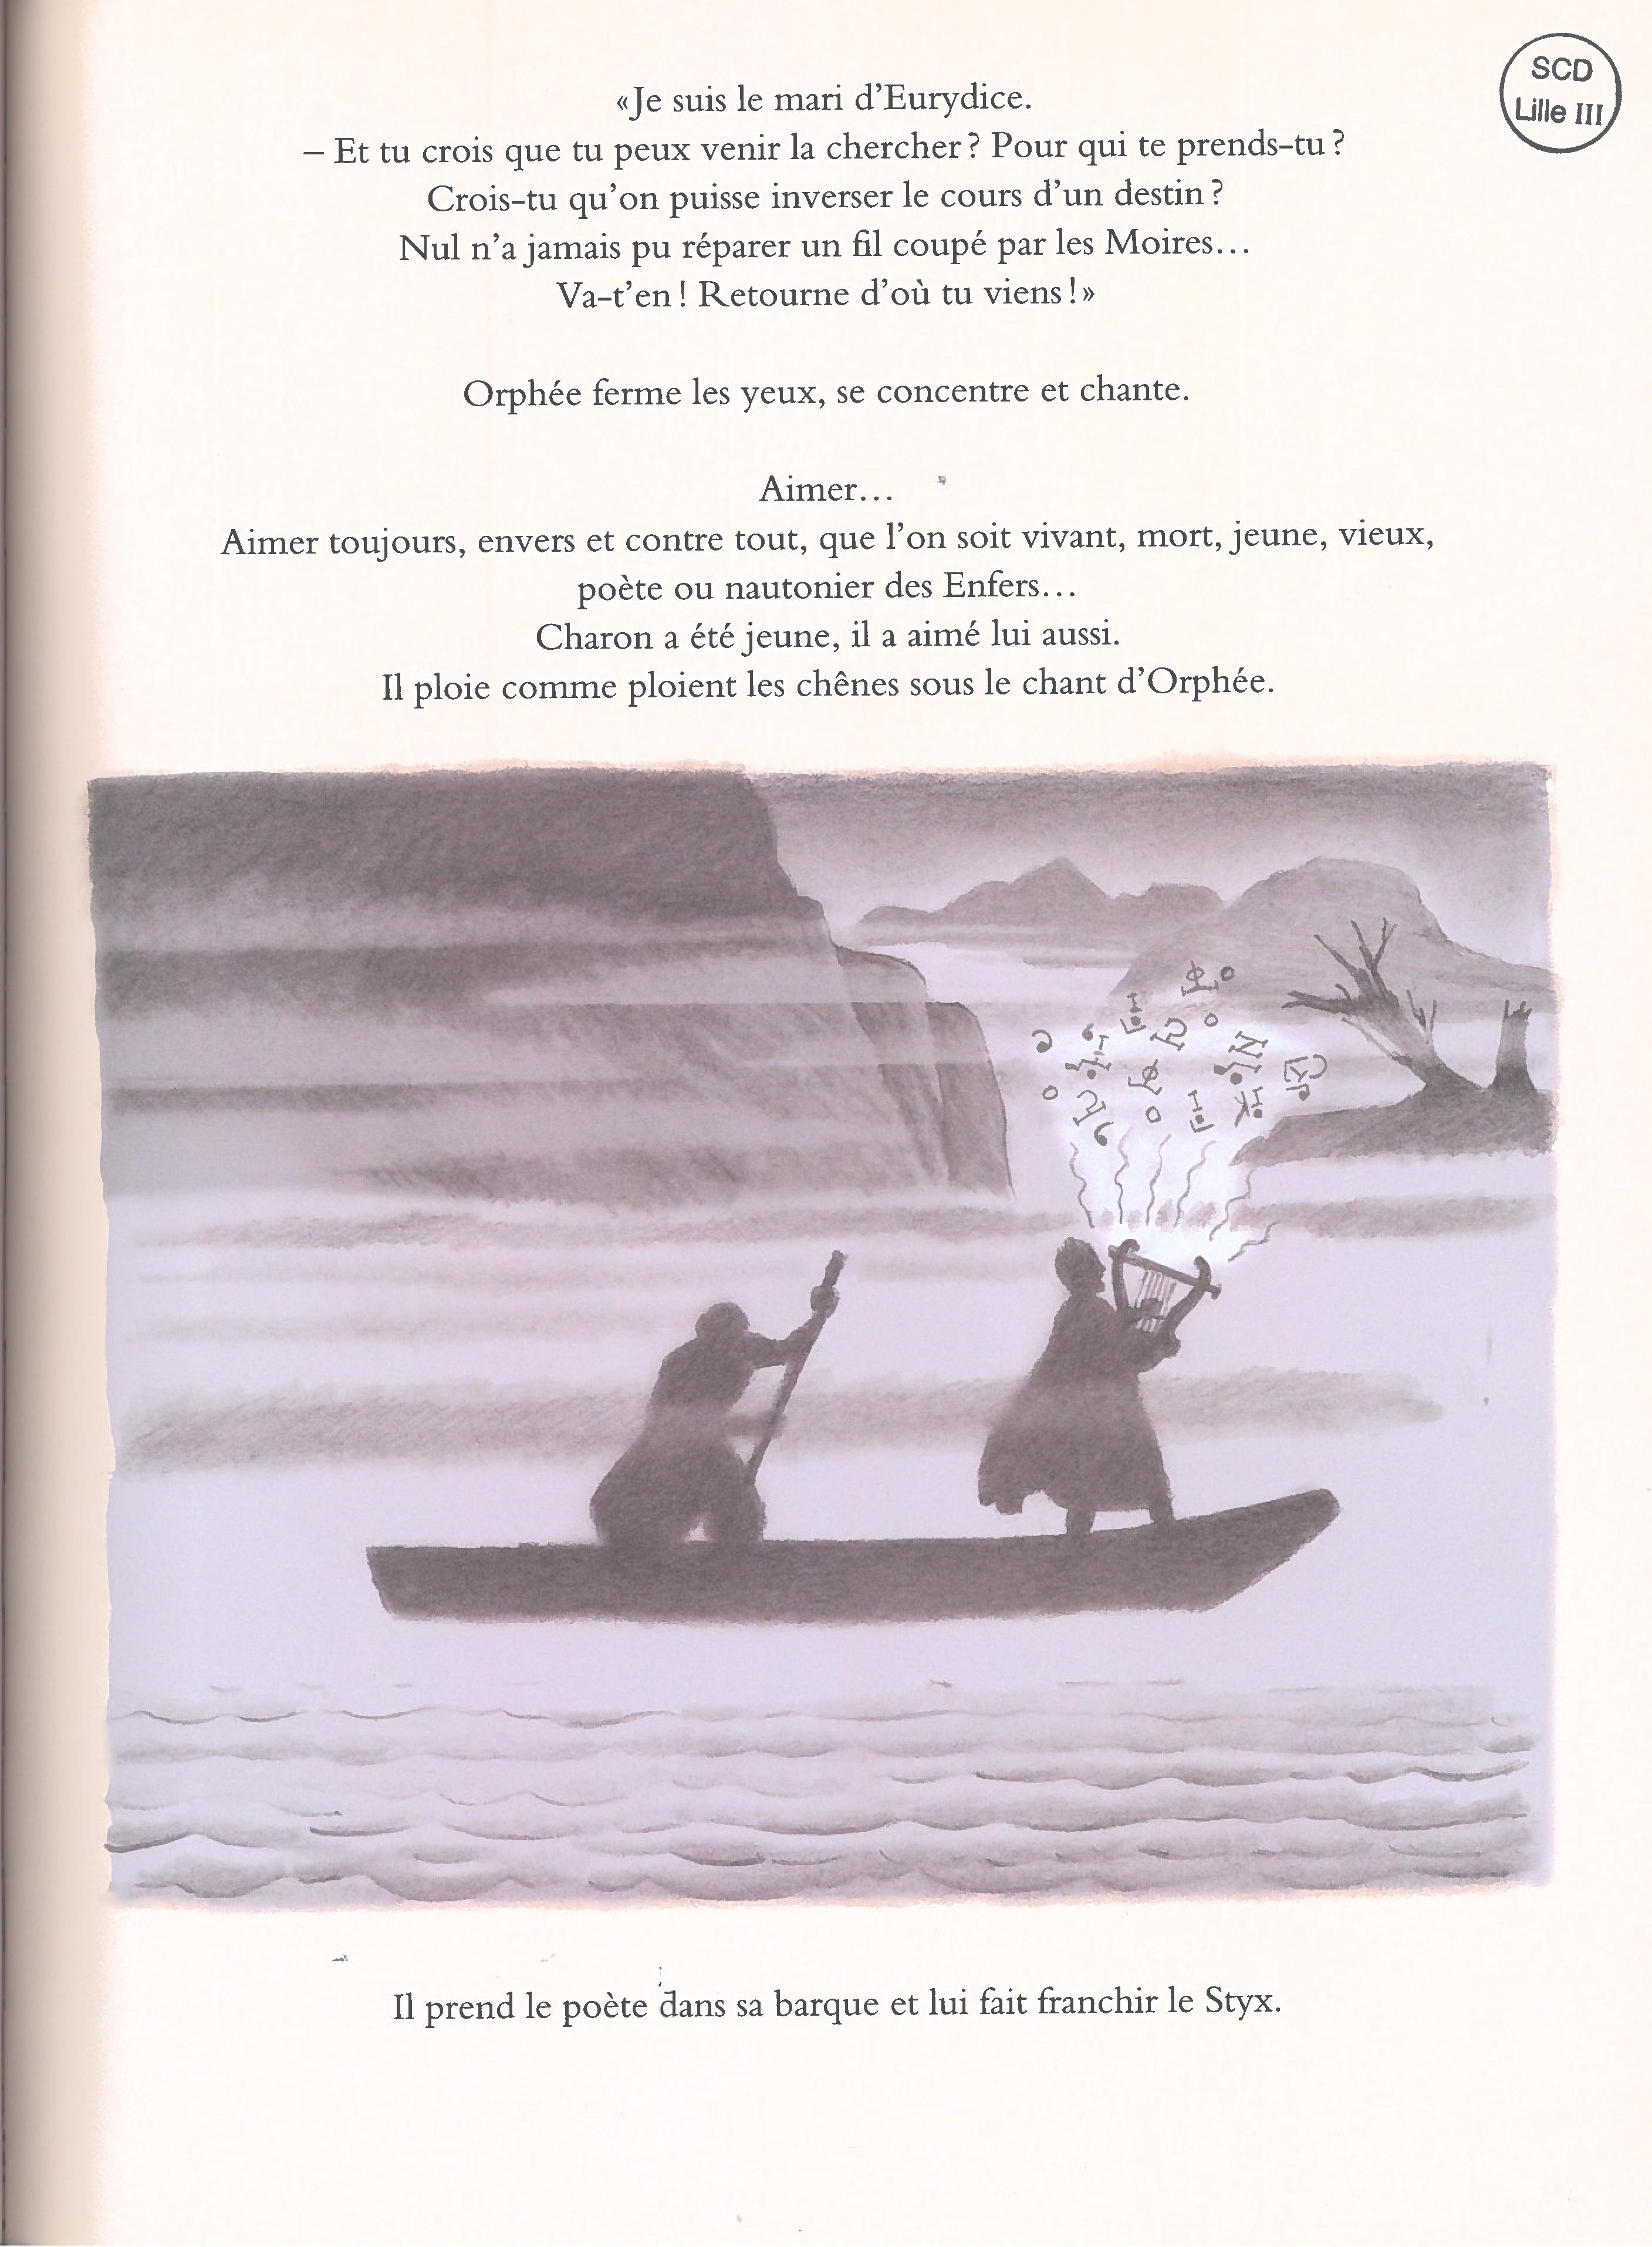 SCD
Lille III
«Je suis le mari d'Eurydice.
– Et tu crois que tu peux venir la chercher ? Pour qui te prends-tu ?
Crois-tu qu'on puisse inverser le cours d'un destin ?
Nul n'a jamais pu réparer un fil coupé par les Moires…
Va-t'en ! Retourne d'où tu viens !»
Orphée ferme les yeux, se concentre et chante.
Aimer…
Aimer toujours, envers et contre tout, que l'on soit vivant, mort, jeune, vieux,
poète ou nautonier des Enfers…
Charon a été jeune, il a aimé lui aussi.
Il ploie comme ploient les chênes sous le chant d'Orphée.
Il prend le poète dans sa barque et lui fait franchir le Styx.